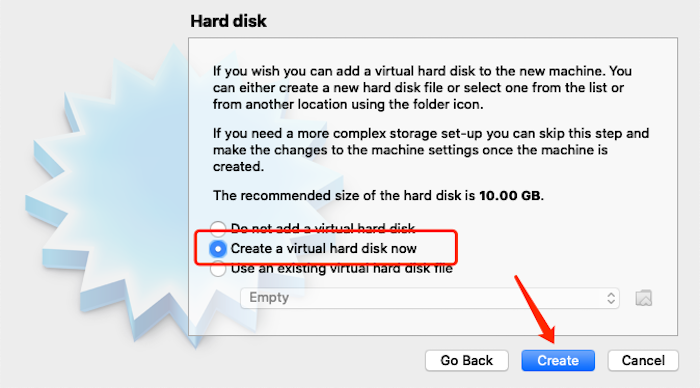 Hard disk
If you wish you can add a virtual hard disk to the new machine. You
can either create a new hard disk file or select one from the list or
from another location using the folder icon.
If you need a more complex storage set-up you can skip this step and
make the changes to the machine settings once the machine is
created.
The recommended size of the hard disk is 10.00 GB.
Do not add a virtual hard disk
Create a virtual hard disk now
Use an existing virtual hard disk file
Empty
Go Back Create Cancel